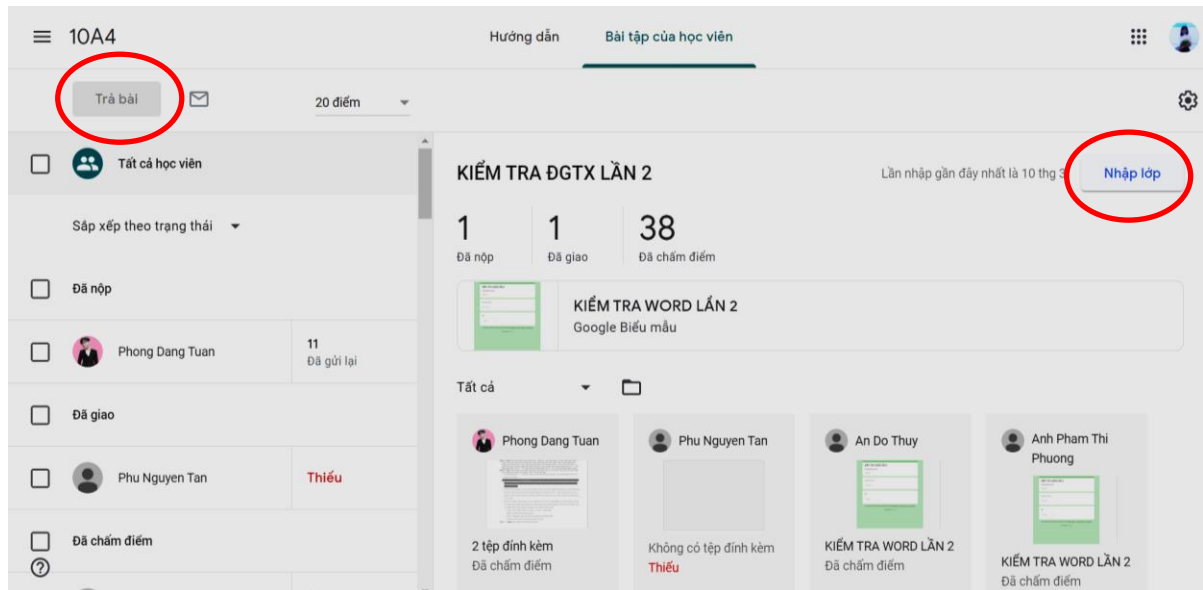 10A4
Hướng dẫn
Bài tập của học viên
Trả bài
20 điểm
Tất cả học viên
Sắp xếp theo trạng thái
Đã nộp
Phong Dang Tuan
11
Đã gửi lại
Đã giao
Phu Nguyen Tan
Thiếu
Đã chấm điểm
KIỂM TRA ĐGTX LẦN 2
Lần nhập gần đây nhất là 10 thg 3
Nhập lớp
1
1
38
Đã nộp
Đã giao
Đã chấm điểm
KIỂM TRA WORD LẦN 2
Google Biểu mẫu
Tất cả
Phong Dang Tuan
2 tệp đính kèm
Đã chấm điểm
Phu Nguyen Tan
Không có tệp đính kèm
Thiếu
An Do Thuy
KIỂM TRA WORD LẦN 2
Đã chấm điểm
Anh Pham Thi
Phuong
KIỂM TRA WORD LẦN 2
Đã chấm điểm